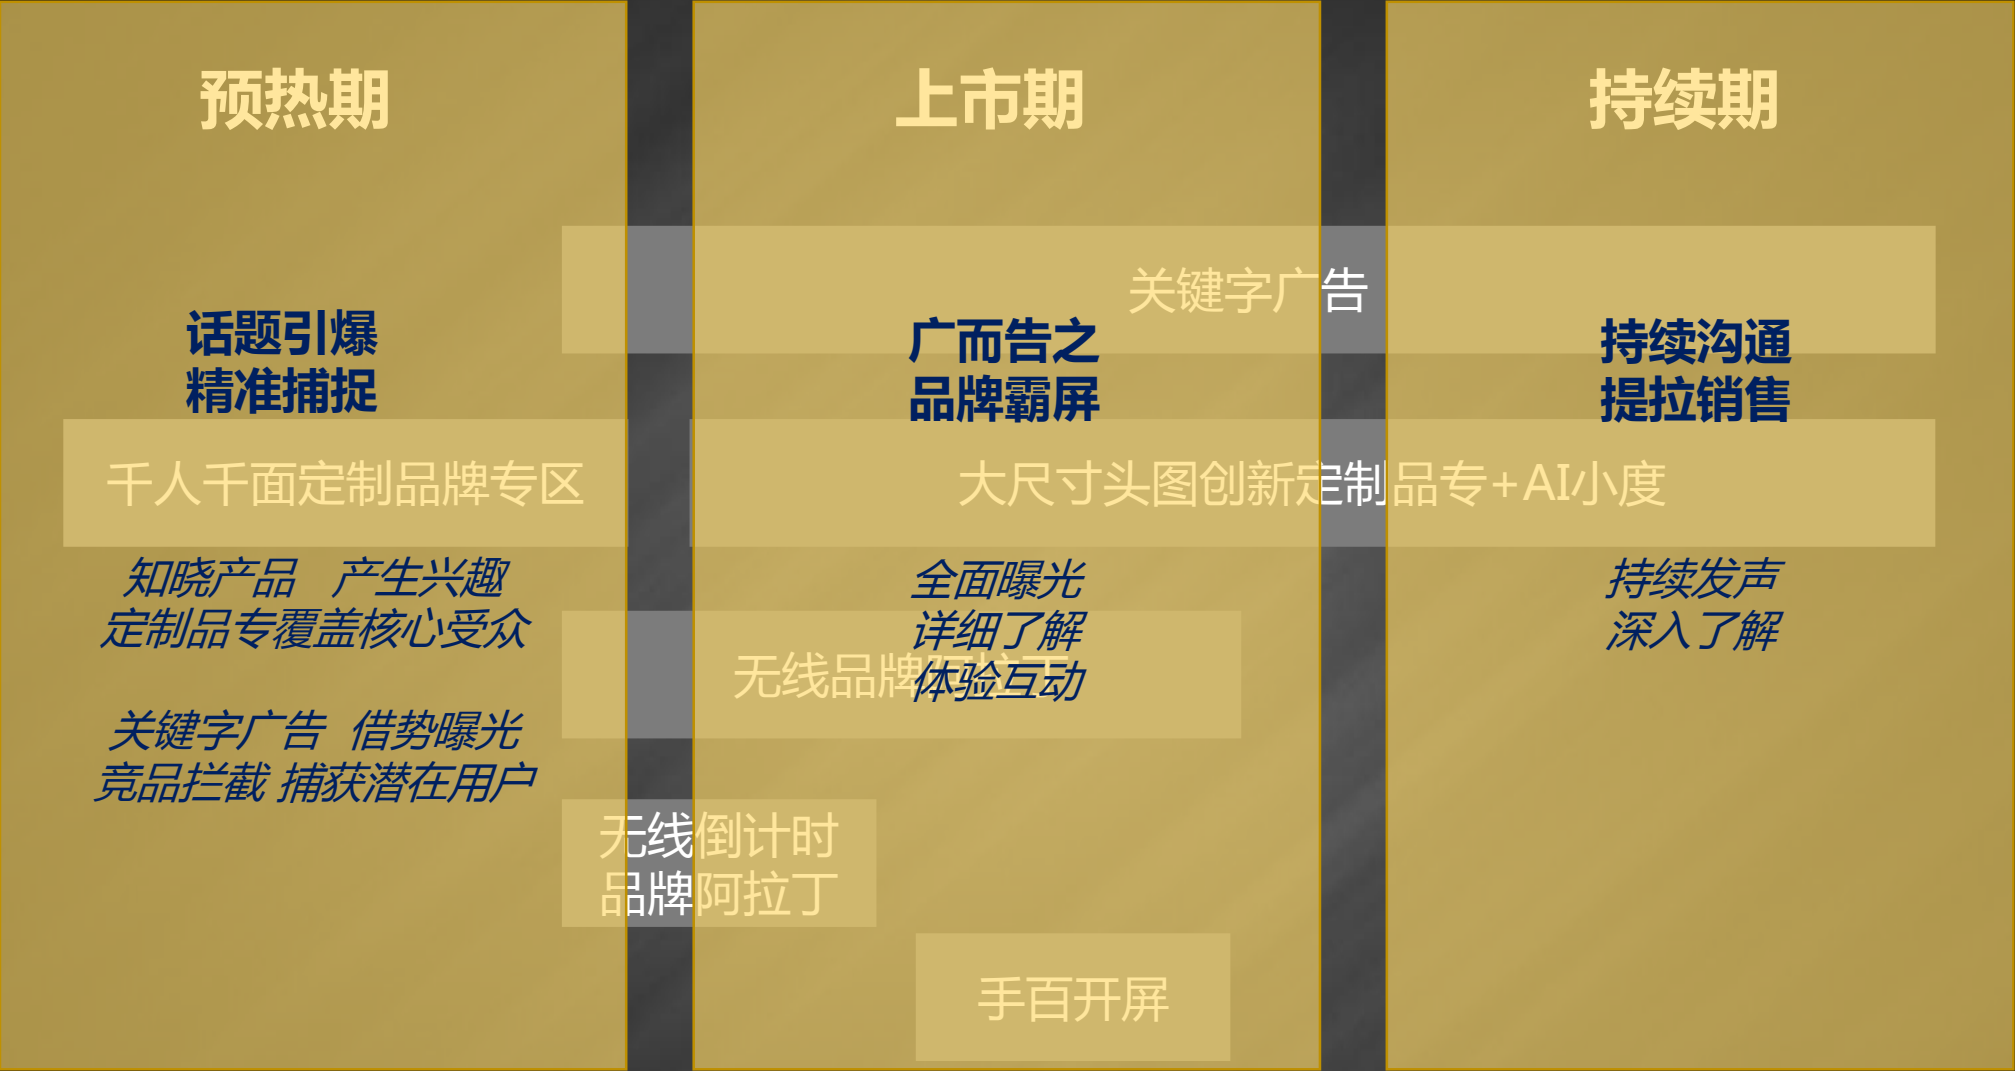 预热期
上市期
持续期
关键字广告
话题引爆
精准捕捉
广而告之
品牌霸屏
持续沟通
提拉销售
千人千面定制品牌专区
大尺寸头图创新定制品专+AI小度
知晓产品 产生兴趣
定制品专覆盖核心受众
关键字广告 借势曝光
竞品拦截 捕获潜在用户
全面曝光
详细了解
体验互动
持续发声
深入了解
无线品牌阿拉丁
无线倒计时
品牌阿拉丁
手百开屏